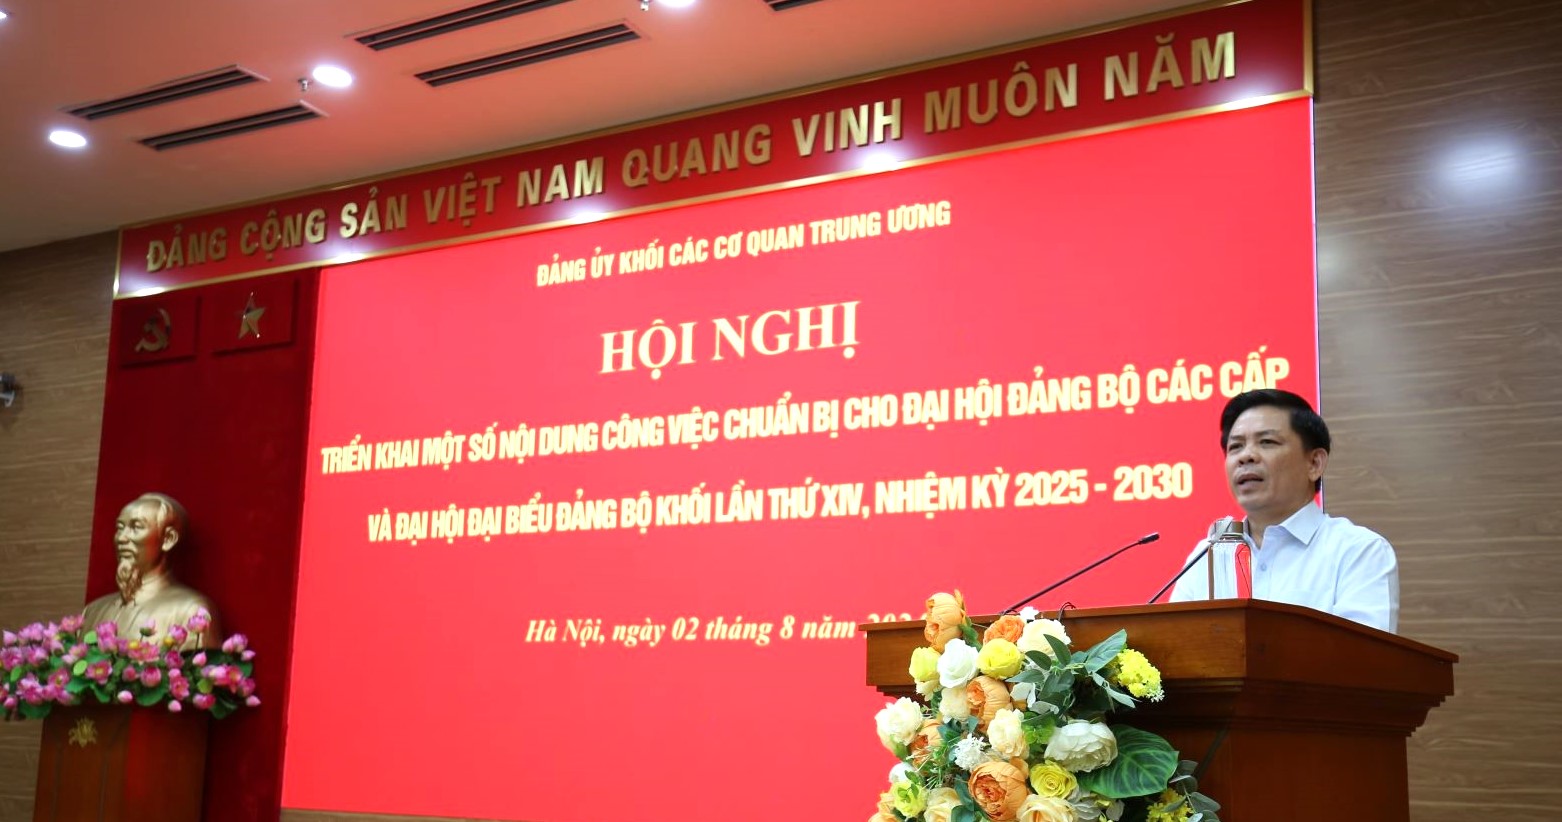 ĐẢNG CỘNG SẢN VIỆT NAM QUANG VINH MUÔN NĂM
ĐẢNG ỦY KHỐI CÁC CƠ QUAN TRUNG ƯƠNG
HỘI NGHỊ
TRIỂN KHAI MỘT SỐ NỘI DUNG CÔNG VIỆC CHUẨN BỊ CHO ĐẠI HỘI ĐẢNG BỘ CÁC CẤP
VÀ ĐẠI HỘI ĐẠI BIỂU ĐẢNG BỘ KHỐI LẦN THỨ XIV, NHIỆM KỲ 2025 - 2030
Hà Nội, ngày 02 tháng 8 năm